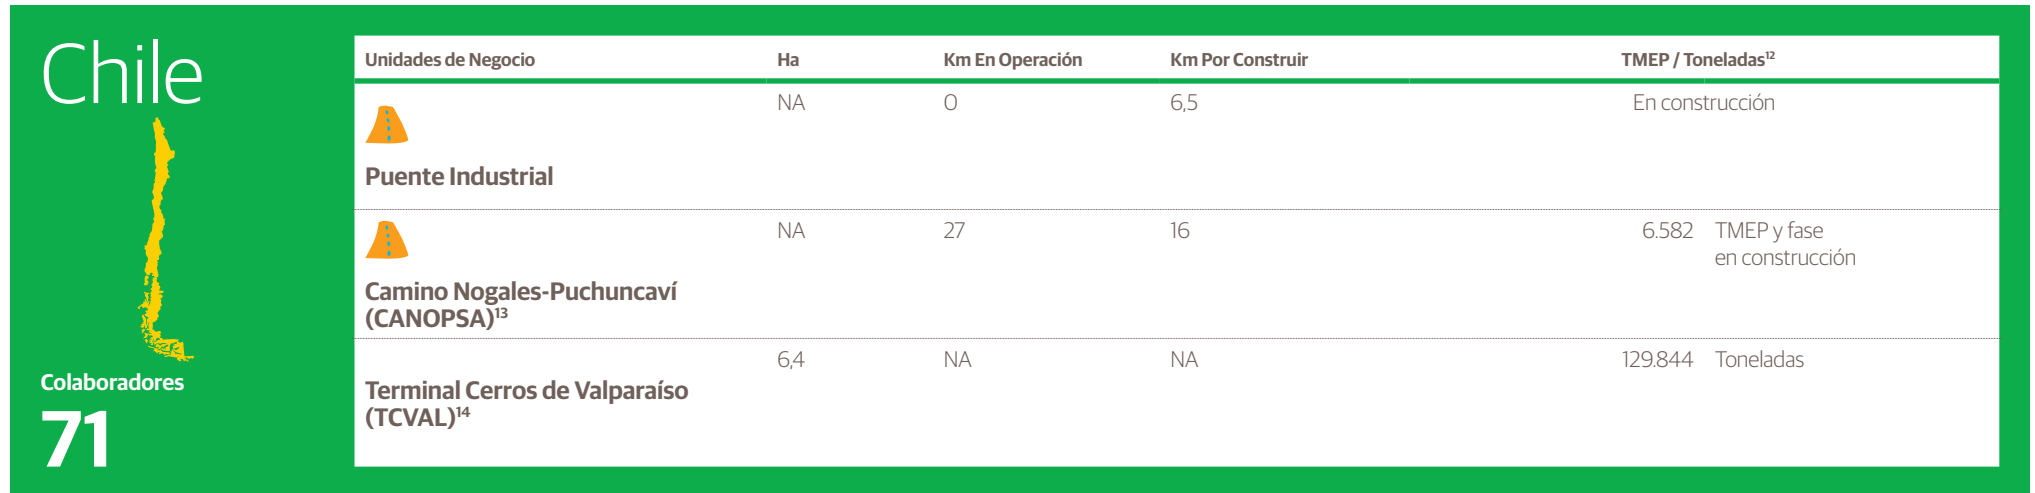 Chile
Colaboradores
71
Unidades de Negocio Ha Km En Operación Km Por Construir TMEP / Toneladas¹²
NA 0 6,5 En construcción
Puente Industrial
NA 27 16 6.582 TMEP y fase
en construcción
Camino Nogales-Puchuncaví
(CANOPSA)¹³
6,4 NA NA 129.844 Toneladas
Terminal Cerros de Valparaíso
(TCVAL)¹⁴